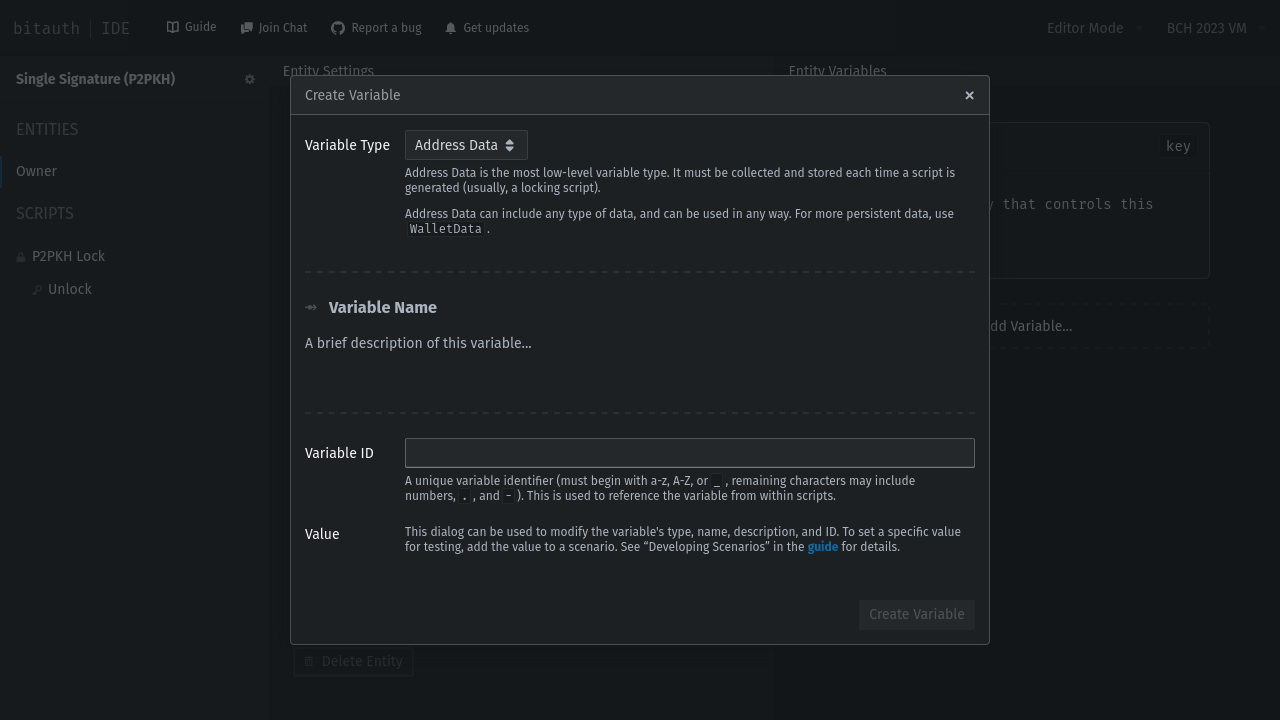 bitauth | IDE
Guide
Join Chat
Report a bug
Get updates
Editor Mode
BCH 2023 VM
Single Signature (P2PKH)
ENTITIES
Owner
SCRIPTS
P2PKH Lock
Unlock
Entity Settings
Entity Variables
Create Variable
Variable Type
Address Data
Address Data is the most low-level variable type. It must be collected and stored each time a script is
generated (usually, a locking script).
Address Data can include any type of data, and can be used in any way. For more persistent data, use
WalletData.
Variable Name
A brief description of this variable...
Variable ID
A unique variable identifier (must begin with a-z, A-Z, or _, remaining characters may include
numbers, ., and -). This is used to reference the variable from within scripts.
Value
This dialog can be used to modify the variable's type, name, description, and ID. To set a specific value
for testing, add the value to a scenario. See “Developing Scenarios” in the guide for details.
Create Variable
key
that controls this
dd Variable...
Delete Entity